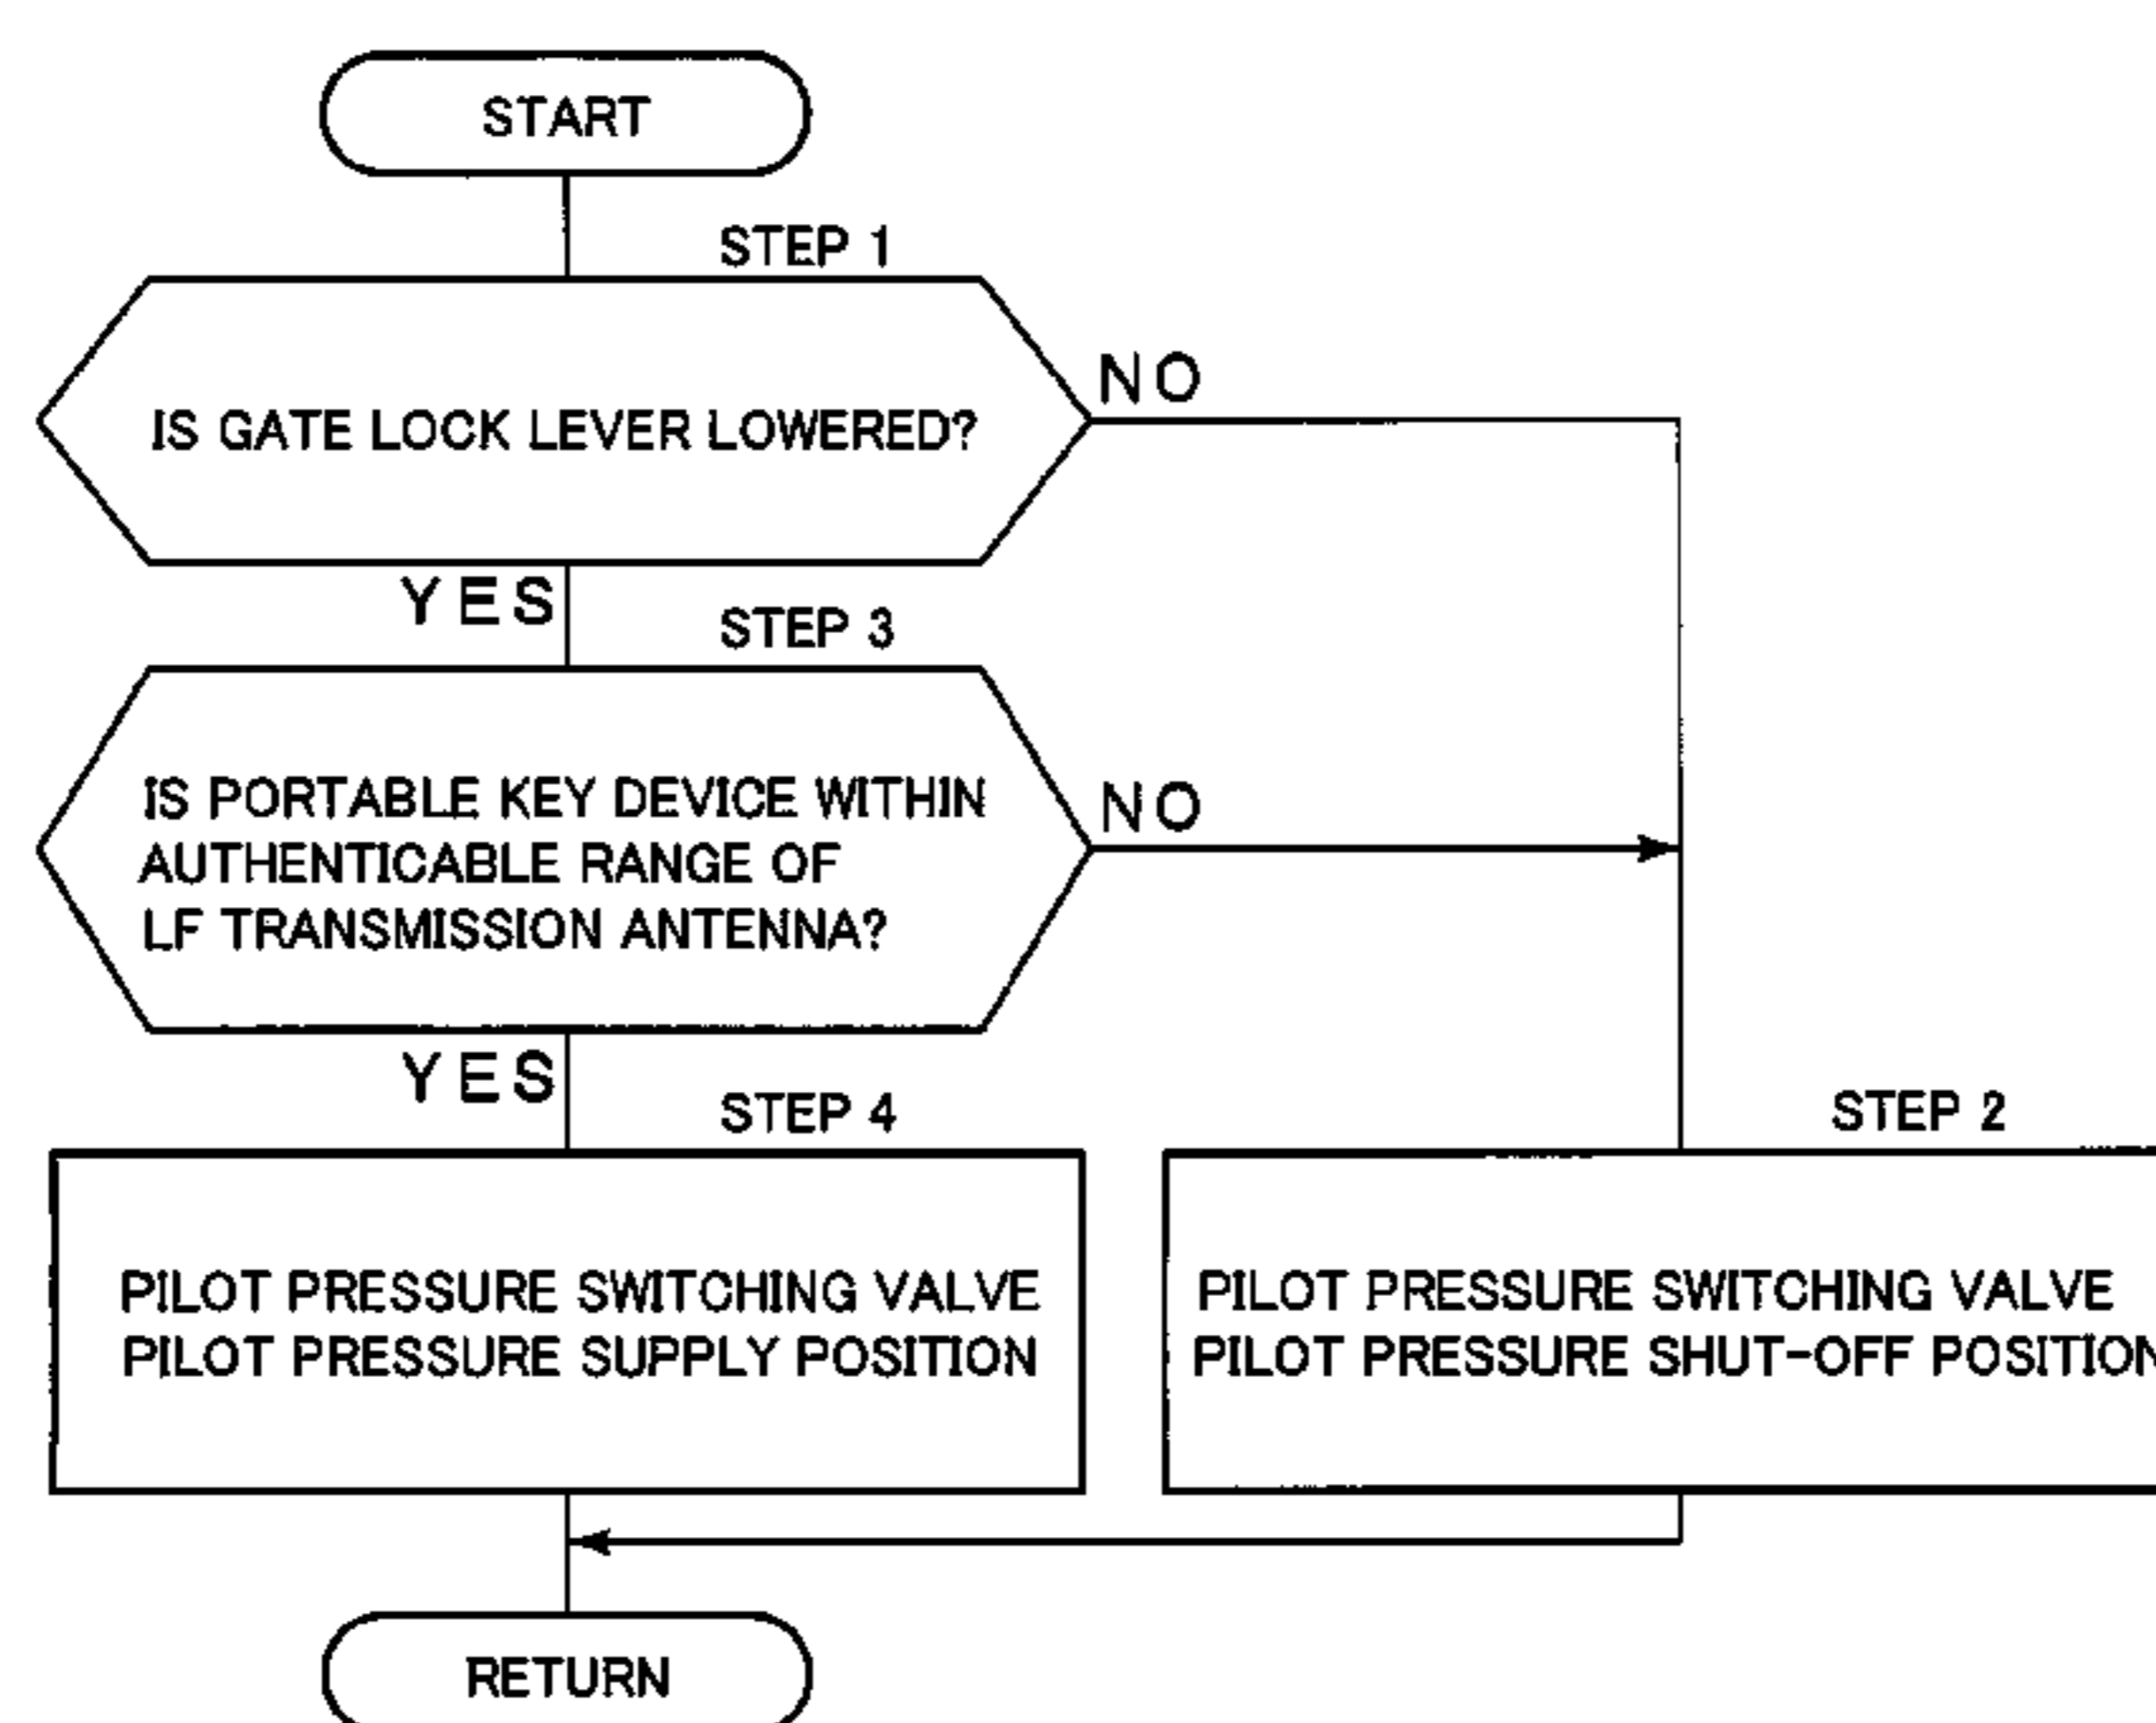 START
STEP 1
IS GATE LOCK LEVER LOWERED?
NO
YES
STEP 3
IS PORTABLE KEY DEVICE WITHIN
AUTHENTICABLE RANGE OF
LF TRANSMISSION ANTENNA?
NO
YES
STEP 4
PILOT PRESSURE SWITCHING VALVE
PILOT PRESSURE SUPPLY POSITION
STEP 2
PILOT PRESSURE SWITCHING VALVE
PILOT PRESSURE SHUT-OFF POSITION
RETURN